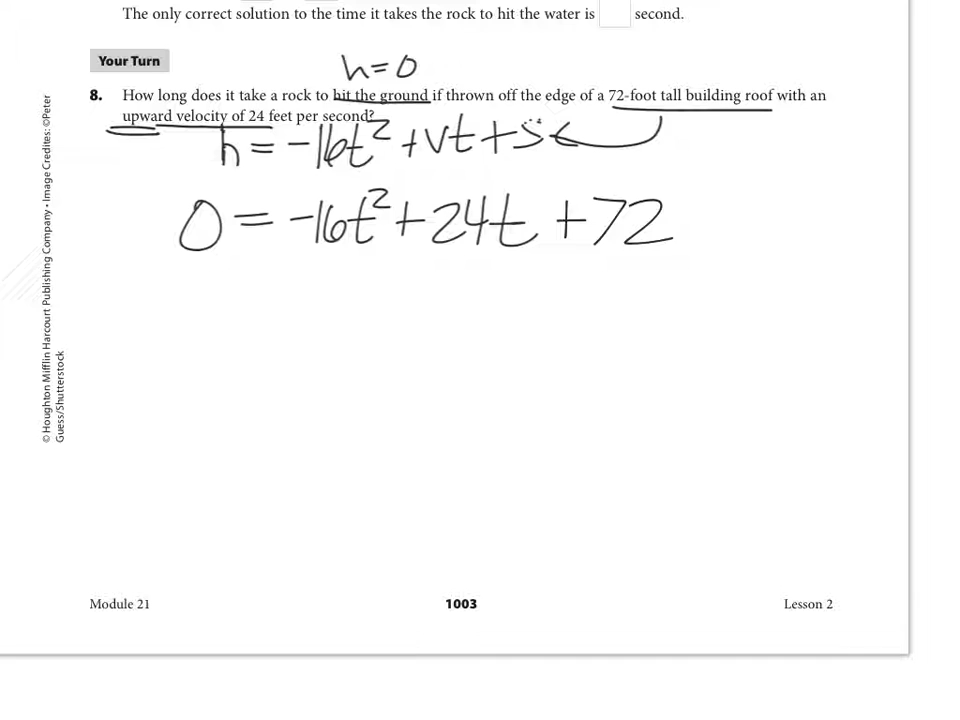 The only correct solution to the time it takes the rock to hit the water is second.
Your Turn
h=0
8. How long does it take a rock to hit the ground if thrown off the edge of a 72-foot tall building roof with an
upward velocity of 24 feet per second?
h=-16t²+vt+s
0=-16t²+24t+72
© Houghton Mifflin Harcourt Publishing Company • Image Credites: ©Peter
Guess/Shutterstock
Module 21 1003 Lesson 2